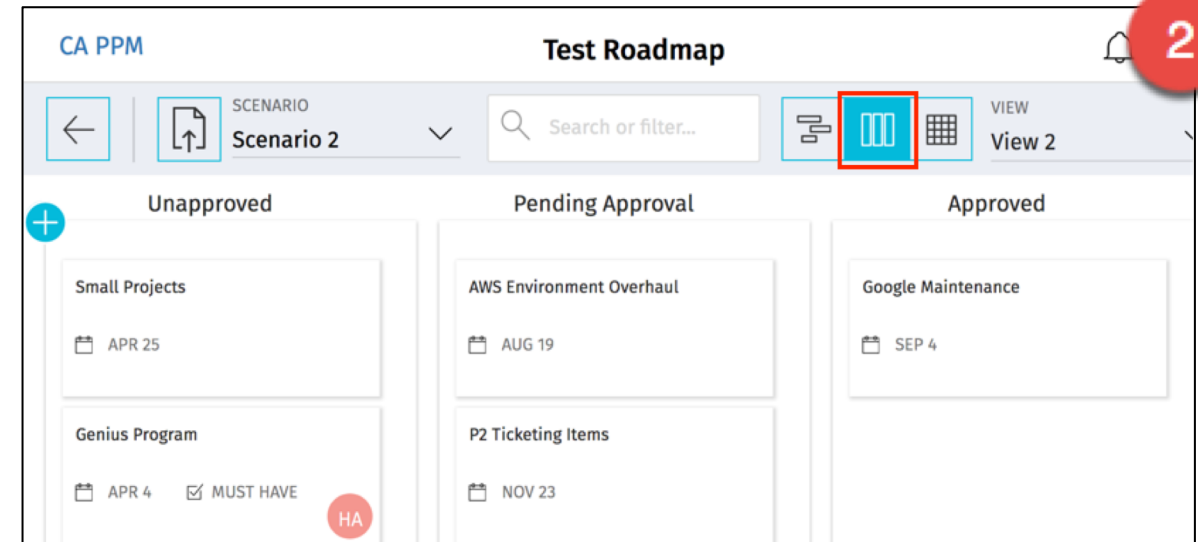 CA PPM
Test Roadmap
2
SCENARIO
Scenario 2
Search or filter...
VIEW
View 2
Unapproved
Pending Approval
Approved
Small Projects
APR 25
AWS Environment Overhaul
AUG 19
Google Maintenance
SEP 4
Genius Program
APR 4 MUST HAVE
HA
P2 Ticketing Items
NOV 23